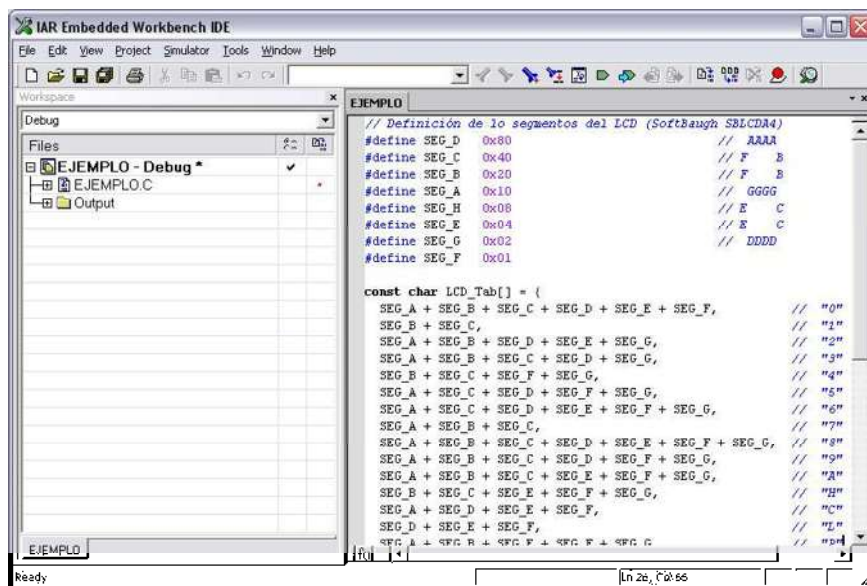 IAR Embedded Workbench IDE
File Edit View Project Simulator Tools Window Help
Workspace
Debug
Files
EJEMPLO - Debug *
EJEMPLO.C
Output
EJEMPLO
EJEMPLO
// Definición de lo segmentos del LCD (SoftBaugh SBLCDA4)
#define SEG_D 0x80 // AAAA
#define SEG_C 0x40 // F B
#define SEG_B 0x20 // F B
#define SEG_A 0x10 // GGGG
#define SEG_H 0x08 // E C
#define SEG_E 0x04 // E C
#define SEG_G 0x02 // DDDD
#define SEG_F 0x01
const char LCD_Tab[] = {
SEG_A + SEG_B + SEG_C + SEG_D + SEG_E + SEG_F, // "0"
SEG_B + SEG_C, // "1"
SEG_A + SEG_B + SEG_D + SEG_E + SEG_G, // "2"
SEG_A + SEG_B + SEG_C + SEG_D + SEG_G, // "3"
SEG_B + SEG_C + SEG_F + SEG_G, // "4"
SEG_A + SEG_C + SEG_D + SEG_F + SEG_G, // "5"
SEG_A + SEG_C + SEG_D + SEG_E + SEG_F + SEG_G, // "6"
SEG_A + SEG_B + SEG_C, // "7"
SEG_A + SEG_B + SEG_C + SEG_D + SEG_E + SEG_F + SEG_G, // "8"
SEG_A + SEG_B + SEG_C + SEG_D + SEG_F + SEG_G, // "9"
SEG_A + SEG_B + SEG_C + SEG_E + SEG_F + SEG_G, // "A"
SEG_B + SEG_C + SEG_E + SEG_F + SEG_G, // "H"
SEG_A + SEG_D + SEG_E + SEG_F, // "C"
SEG_D + SEG_E + SEG_F, // "L"
SEG_A + SEG_B + SEG_E + SEG_F + SEG_G // "P"
Ready